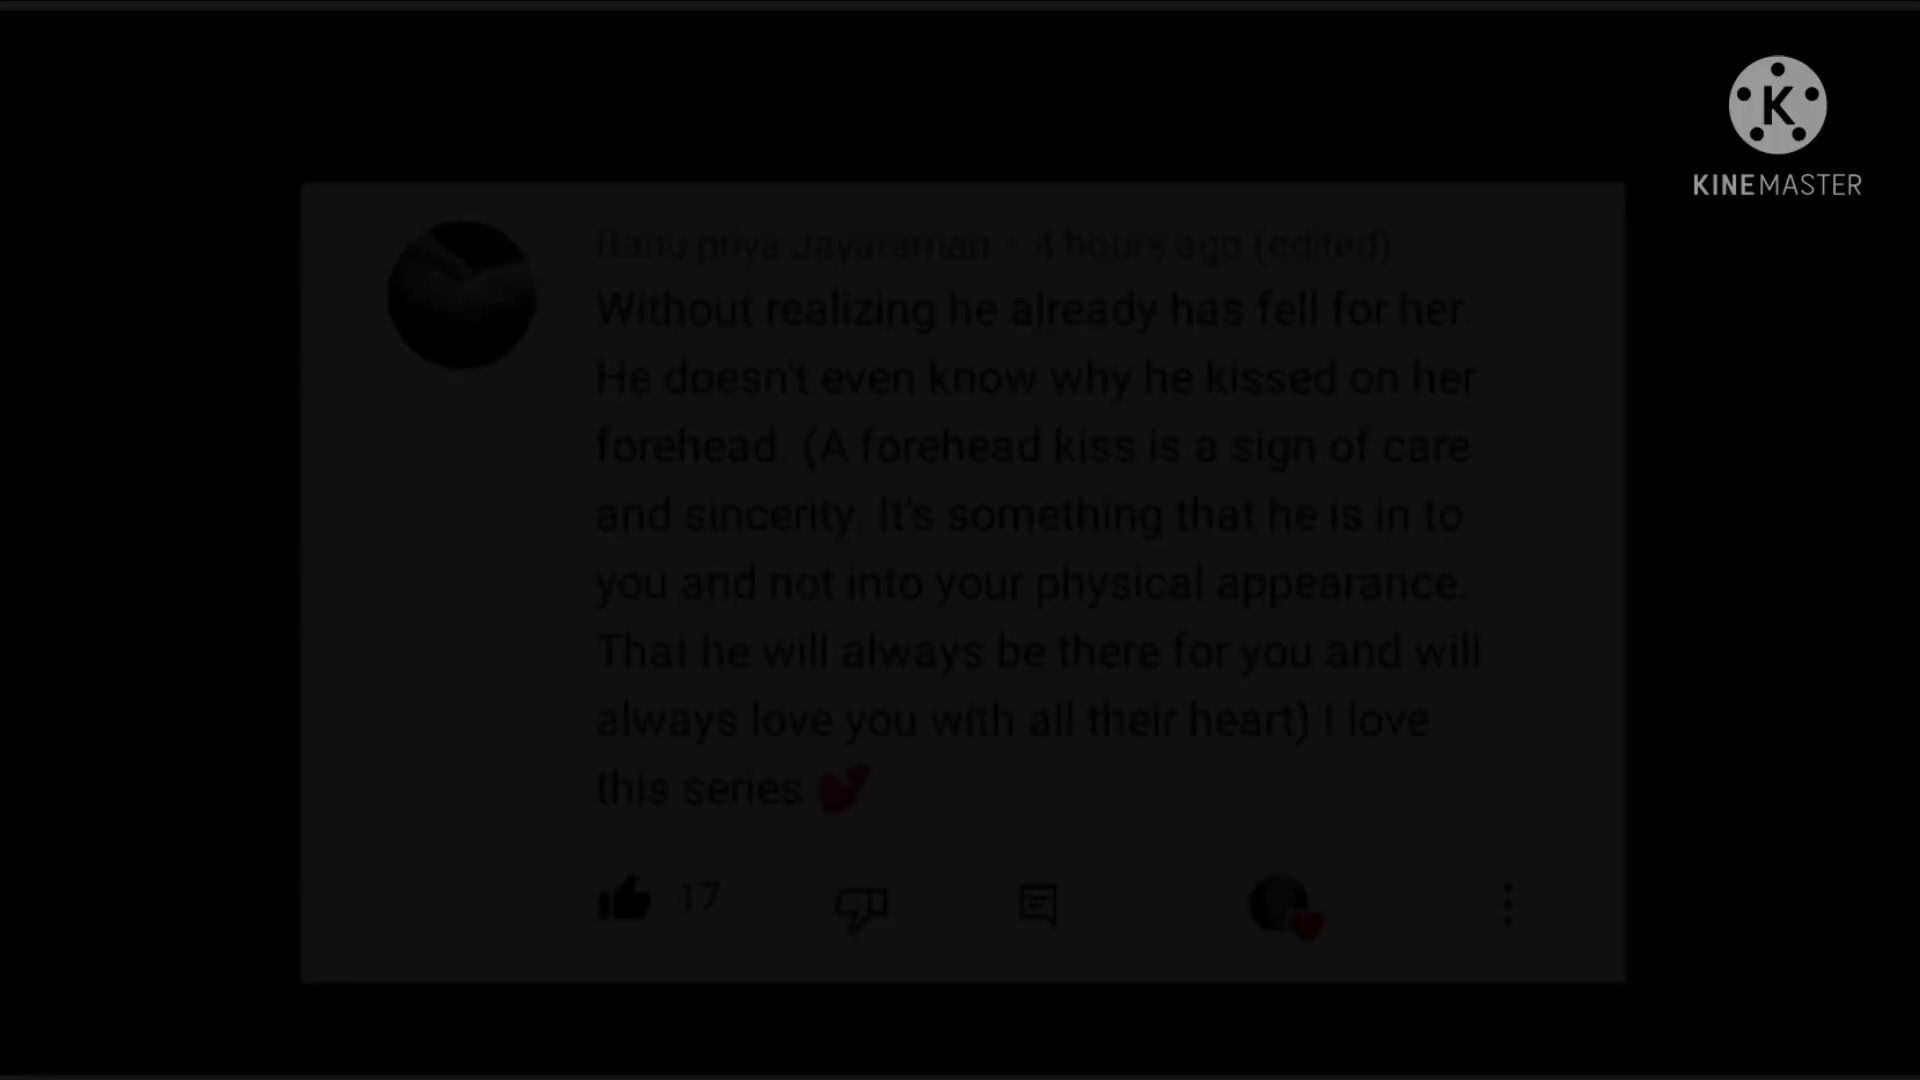 KINEMASTER
Banu priya Jayaraman • 4 hours ago (edited)
Without realizing he already has fell for her.
He doesn't even know why he kissed on her
forehead. (A forehead kiss is a sign of care
and sincerity. It's something that he is in to
you and not into your physical appearance.
That he will always be there for you and will
always love you with all their heart) I love
this series 💕
17